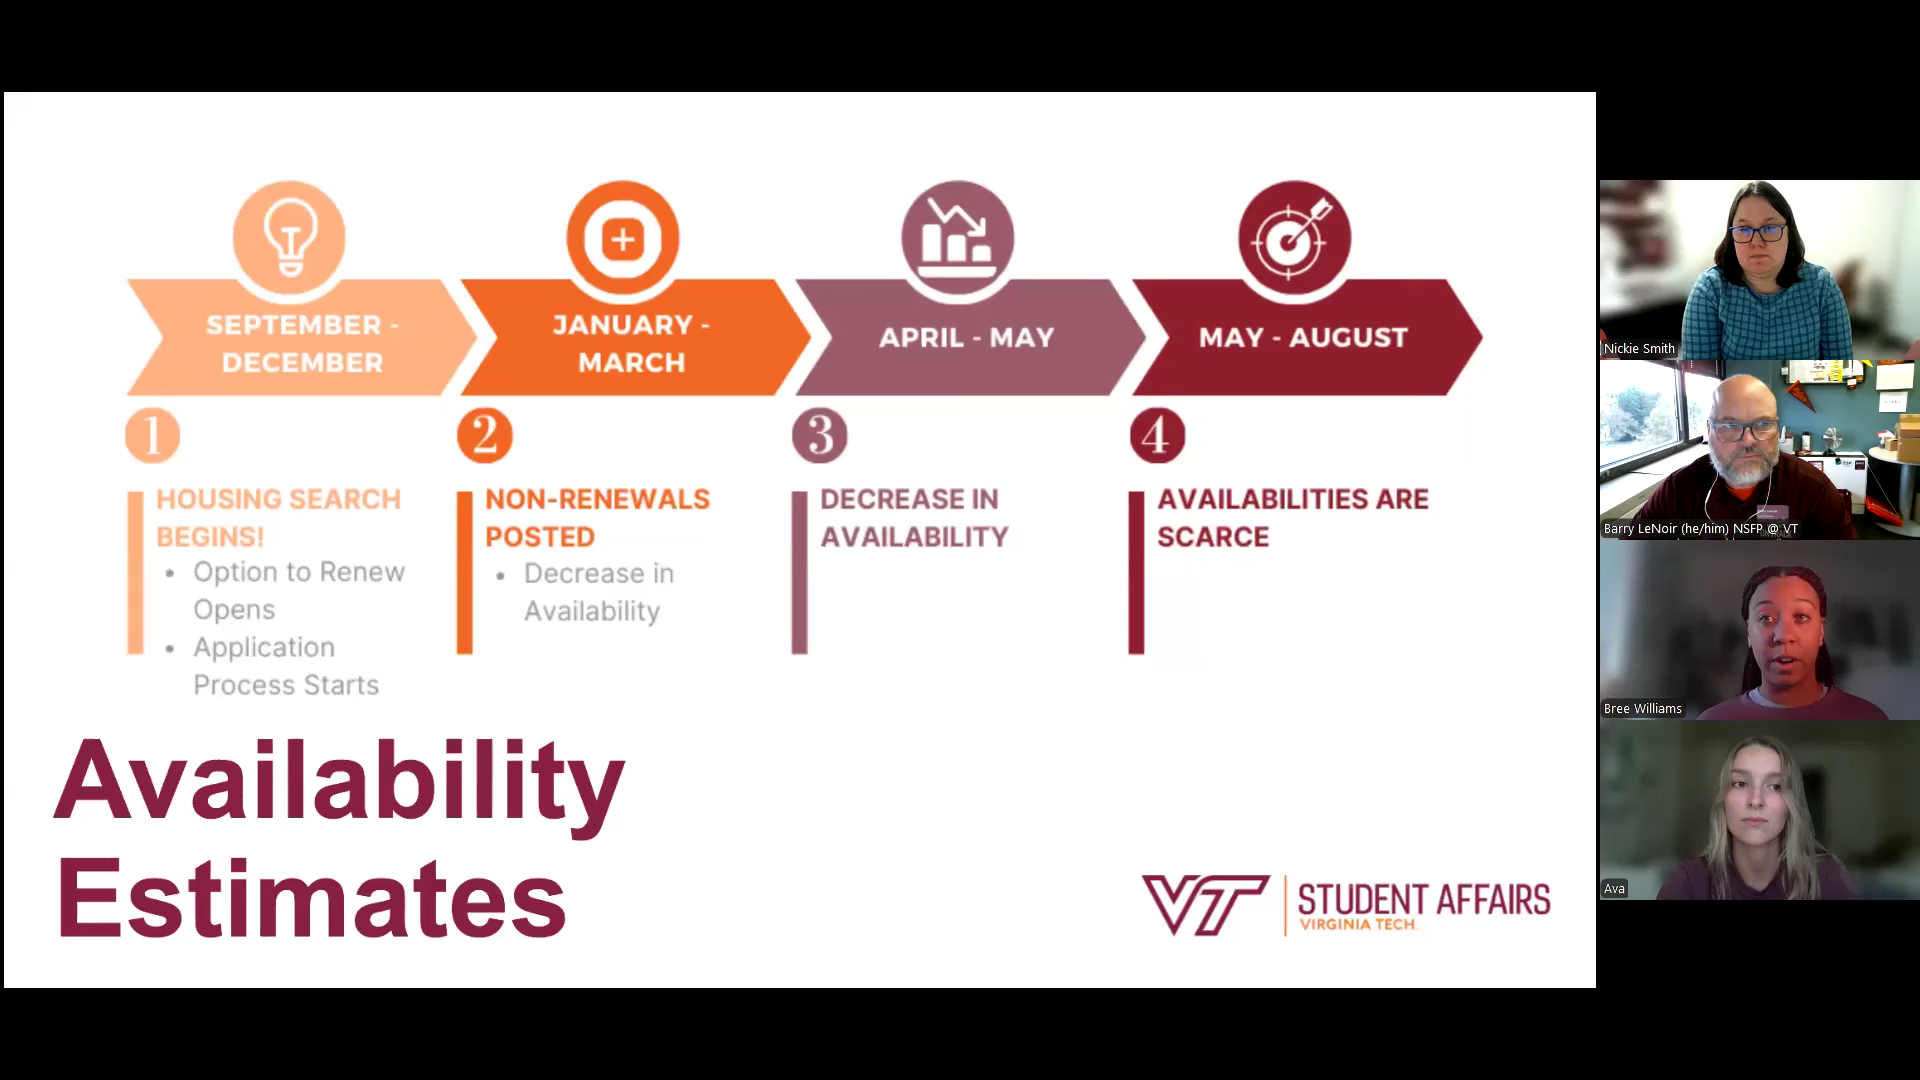 SEPTEMBER -
DECEMBER
JANUARY -
MARCH
APRIL - MAY
MAY - AUGUST
1
HOUSING SEARCH
BEGINS!
• Option to Renew
Opens
• Application
Process Starts
2
NON-RENEWALS
POSTED
• Decrease in
Availability
3
DECREASE IN
AVAILABILITY
4
AVAILABILITIES ARE
SCARCE
Availability
Estimates
VT STUDENT AFFAIRS
VIRGINIA TECH.
Nickie Smith
Barry LeNoir (he/him) NSFP @ VT
Bree Williams
Ava